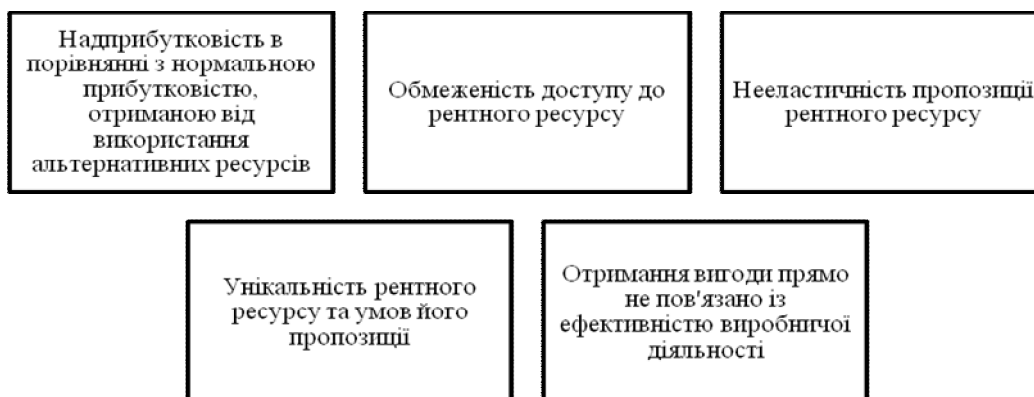 Надприбутковість в
порівнянні з нормальною
прибутковістю,
отриманою від
використання
альтернативних ресурсів
Обмеженість доступу до
рентного ресурсу
Нееластичність пропозиції
рентного ресурсу
Унікальність рентного
ресурсу та умов його
пропозиції
Отримання вигоди прямо
не пов'язано із
ефективністю виробничої
діяльності